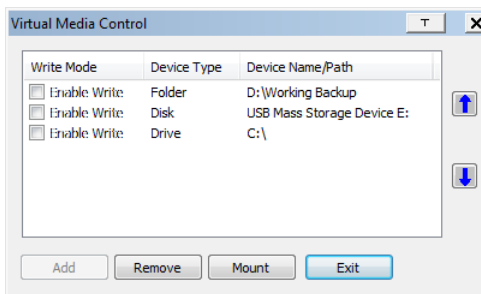 Virtual Media Control
Write Mode Device Type Device Name/Path
Enable Write Folder D:\Working Backup
Enable Write Disk USB Mass Storage Device E:
Enable Write Drive C:\
Add Remove Mount Exit